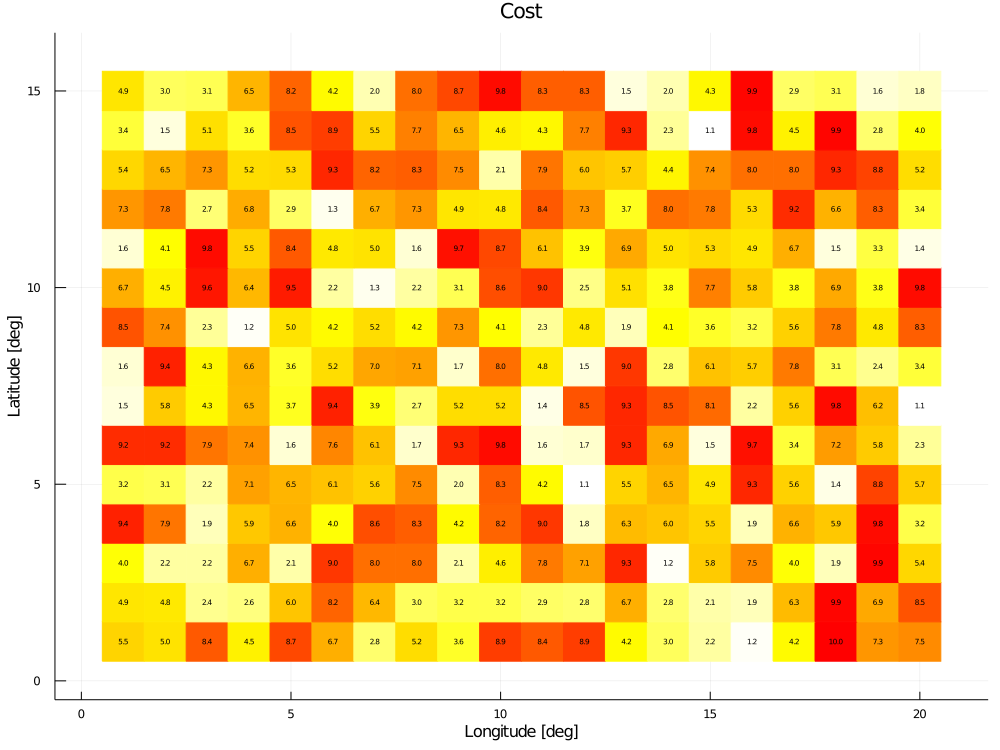 Cost
15 4.9 3.0 3.1 6.5 8.2 4.2 2.0 8.0 8.7 9.8 8.3 8.3 1.5 2.0 4.3 9.9 2.9 3.1 1.6 1.8
3.4 1.5 5.1 3.6 8.5 8.9 5.5 7.7 6.5 4.6 4.3 7.7 9.3 2.3 1.1 9.8 4.5 9.9 2.8 4.0
5.4 6.5 7.3 5.2 5.3 9.3 8.2 8.3 7.5 2.1 7.9 6.0 5.7 4.4 7.4 8.0 8.0 9.3 8.8 5.2
7.3 7.8 2.7 6.8 2.9 1.3 6.7 7.3 4.9 4.8 8.4 7.3 3.7 8.0 7.8 5.3 9.2 6.6 8.3 3.4
1.6 4.1 9.8 5.5 8.4 4.8 5.0 1.6 9.7 8.7 6.1 3.9 6.9 5.0 5.3 4.9 6.7 1.5 3.3 1.4
10 6.7 4.5 9.6 6.4 9.5 2.2 1.3 2.2 3.1 8.6 9.0 2.5 5.1 3.8 7.7 5.8 3.8 6.9 3.8 9.8
8.5 7.4 2.3 1.2 5.0 4.2 5.2 4.2 7.3 4.1 2.3 4.8 1.9 4.1 3.6 3.2 5.6 7.8 4.8 8.3
1.6 9.4 4.3 6.6 3.6 5.2 7.0 7.1 1.7 8.0 4.8 1.5 9.0 2.8 6.1 5.7 7.8 3.1 2.4 3.4
1.5 5.8 4.3 6.5 3.7 9.4 3.9 2.7 5.2 5.2 1.4 8.5 9.3 8.5 8.1 2.2 5.6 9.8 6.2 1.1
9.2 9.2 7.9 7.4 1.6 7.6 6.1 1.7 9.3 9.8 1.6 1.7 9.3 6.9 1.5 9.7 3.4 7.2 5.8 2.3
5 3.2 3.1 2.2 7.1 6.5 6.1 5.6 7.5 2.0 8.3 4.2 1.1 5.5 6.5 4.9 9.3 5.6 1.4 8.8 5.7
9.4 7.9 1.9 5.9 6.6 4.0 8.6 8.3 4.2 8.2 9.0 1.8 6.3 6.0 5.5 1.9 6.6 5.9 9.8 3.2
4.0 2.2 2.2 6.7 2.1 9.0 8.0 8.0 2.1 4.6 7.8 7.1 9.3 1.2 5.8 7.5 4.0 1.9 9.9 5.4
4.9 4.8 2.4 2.6 6.0 8.2 6.4 3.0 3.2 3.2 2.9 2.8 6.7 2.8 2.1 1.9 6.3 9.9 6.9 8.5
5.5 5.0 8.4 4.5 8.7 6.7 2.8 5.2 3.6 8.9 8.4 8.9 4.2 3.0 2.2 1.2 4.2 10.0 7.3 7.5
0
0 5 10 15 20
Longitude [deg]
Latitude [deg]